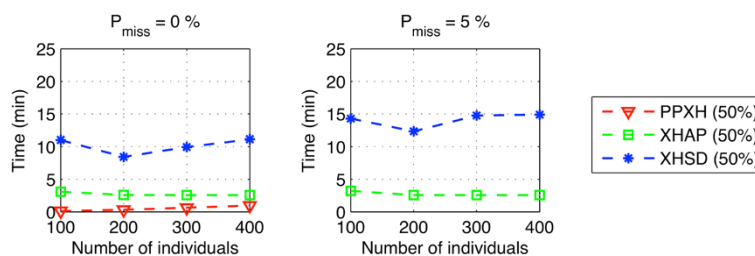 P_miss = 0 %
25
20
15
10
5
0
Time (min)
100 200 300 400
Number of individuals
P_miss = 5 %
25
20
15
10
5
0
Time (min)
100 200 300 400
Number of individuals
PPXH (50%)
XHAP (50%)
XHSD (50%)